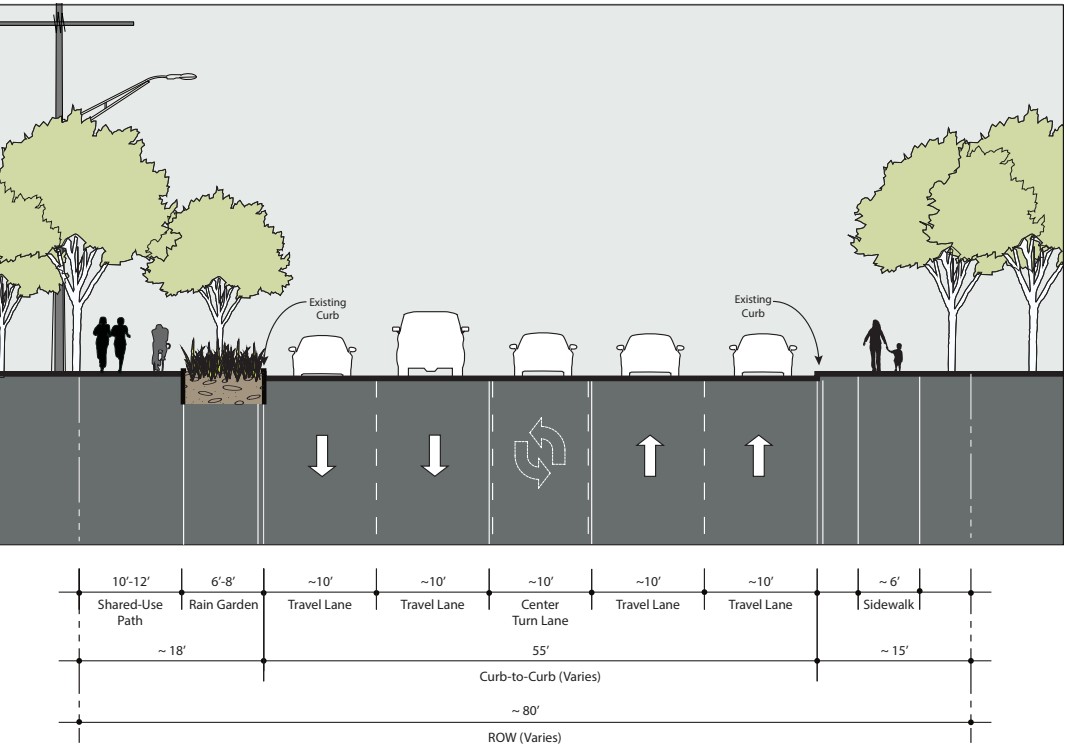 Existing
Curb
Existing
Curb
10’-12’
6’-8’
~10’
~10’
~10’
~10’
~10’
~ 6’
Shared-Use
Path
Rain Garden
Travel Lane
Travel Lane
Center
Turn Lane
Travel Lane
Travel Lane
Sidewalk
~ 18’
55’
~ 15’
Curb-to-Curb (Varies)
~ 80’
ROW (Varies)